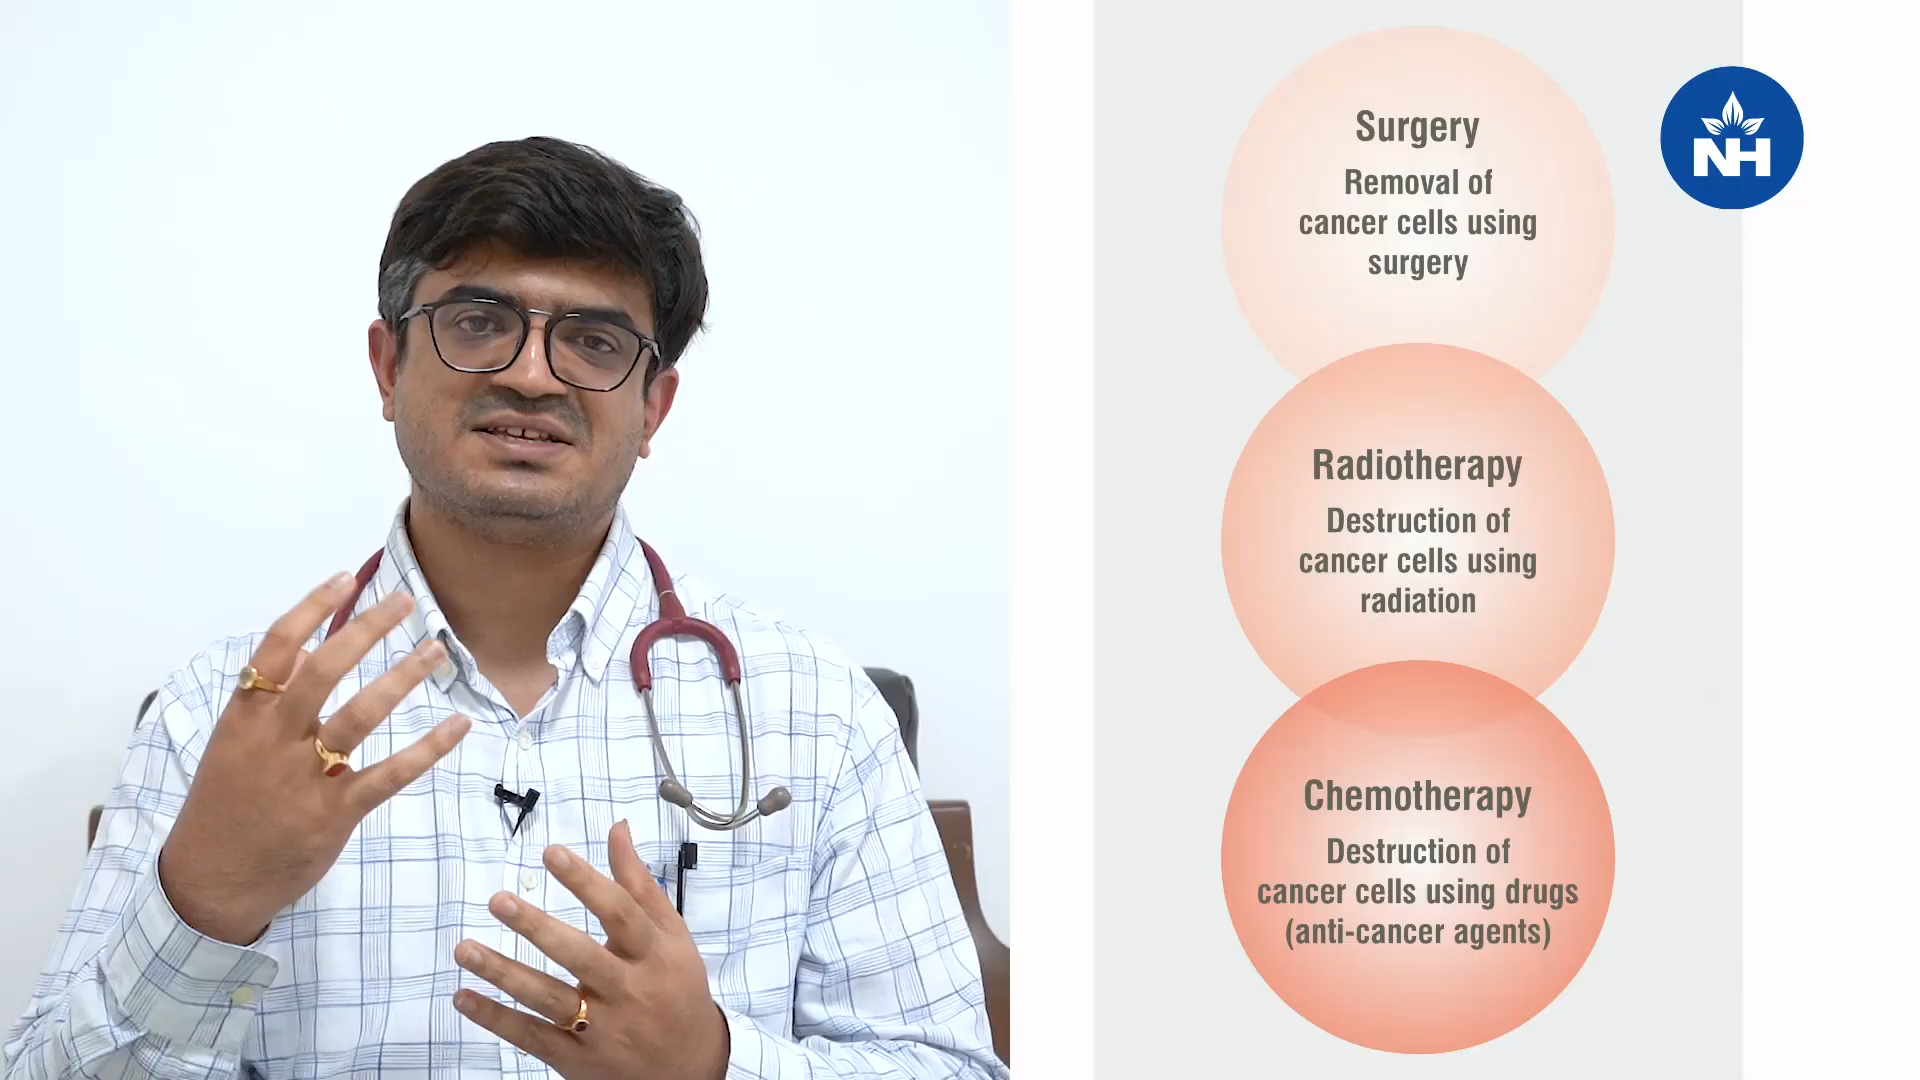 Surgery
Removal of
cancer cells using
surgery
NH
Radiotherapy
Destruction of
cancer cells using
radiation
Chemotherapy
Destruction of
cancer cells using drugs
(anti-cancer agents)